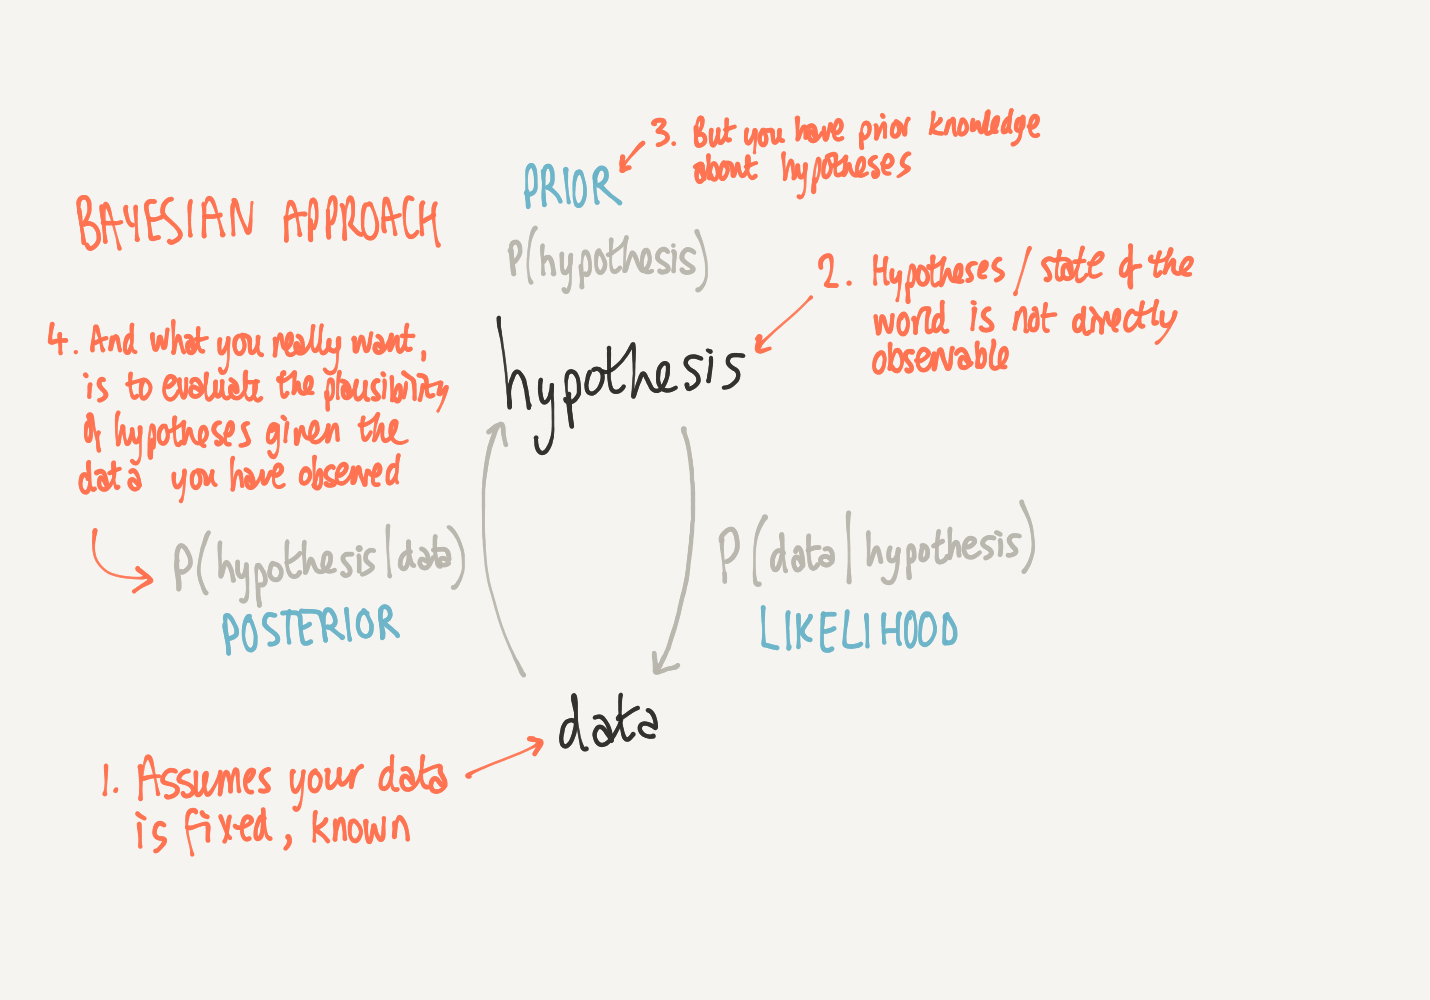 BAYESIAN APPROACH
PRIOR
3. But you have prior knowledge
about hypotheses
P(hypothesis)
hypothesis
2. Hypotheses / state of the
world is not directly
observable
4. And what you really want,
is to evaluate the plausibility
of hypotheses given the
data you have observed
P(hypothesis|data)
POSTERIOR
P(data|hypothesis)
LIKELIHOOD
data
1. Assumes your data
is fixed, known